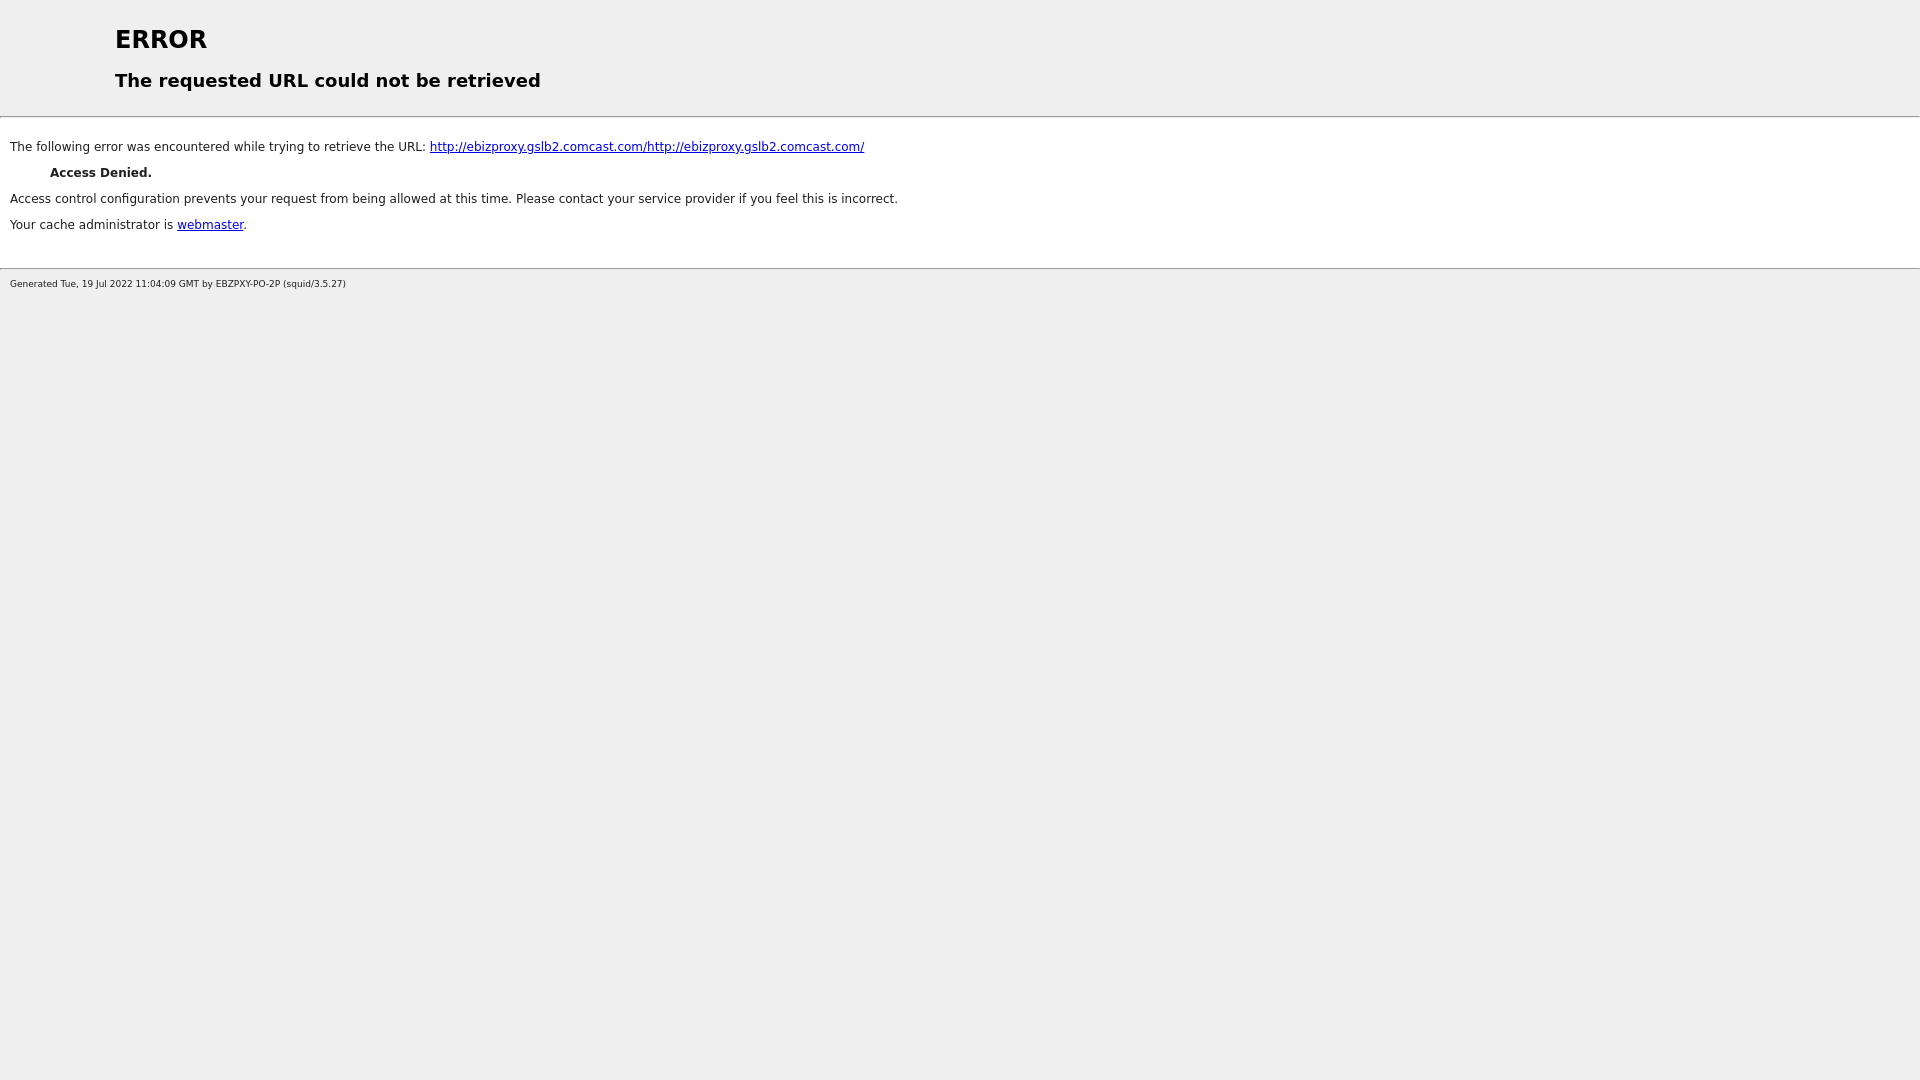 ERROR
The requested URL could not be retrieved
The following error was encountered while trying to retrieve the URL: http://ebizproxy.gslb2.comcast.com/http://ebizproxy.gslb2.comcast.com/
Access Denied.
Access control configuration prevents your request from being allowed at this time. Please contact your service provider if you feel this is incorrect.
Your cache administrator is webmaster.
Generated Tue, 19 Jul 2022 11:04:09 GMT by EBZPXY-PO-2P (squid/3.5.27)